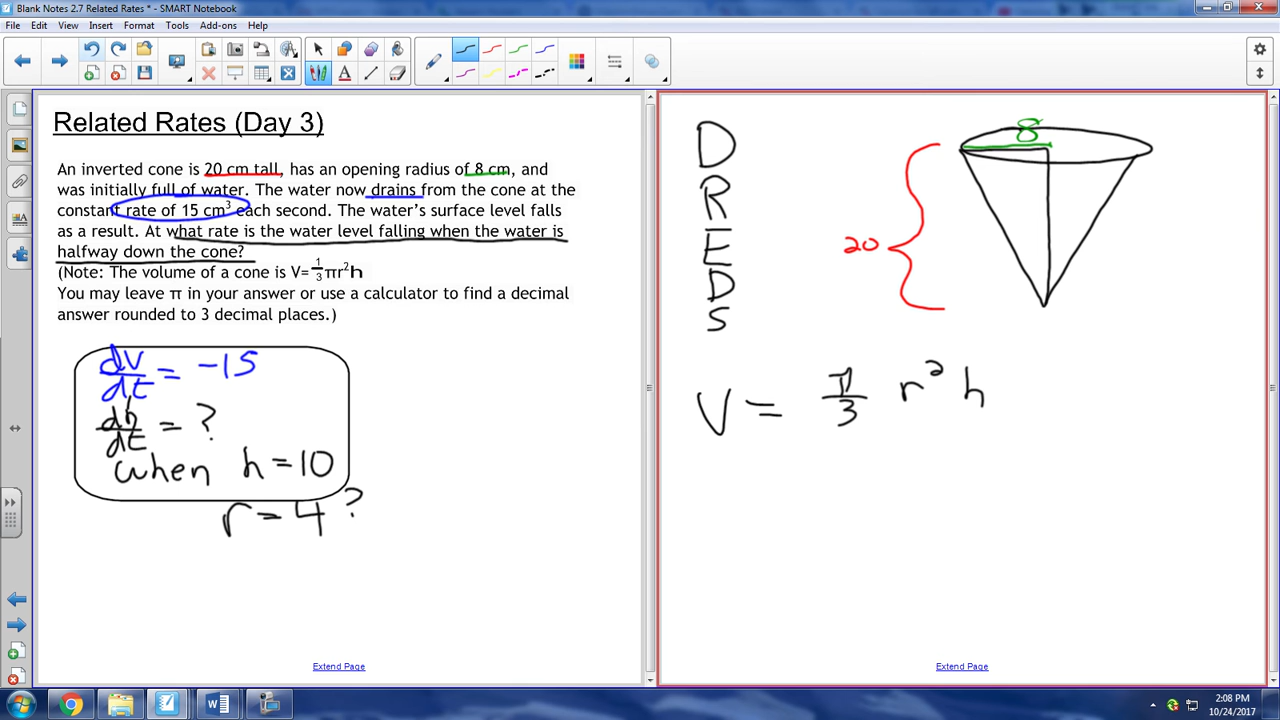 Blank Notes 2.7 Related Rates * - SMART Notebook
File Edit View Insert Format Tools Add-ons Help
Related Rates (Day 3)
An inverted cone is 20 cm tall, has an opening radius of 8 cm, and
was initially full of water. The water now drains from the cone at the
constant rate of 15 cm³ each second. The water's surface level falls
as a result. At what rate is the water level falling when the water is
halfway down the cone?
(Note: The volume of a cone is V=1/3πr²h
You may leave π in your answer or use a calculator to find a decimal
answer rounded to 3 decimal places.)
dV/dt = -15
dh/dt = ?
when h = 10
r = 4 ?
Extend Page
D
R
E
D
S
8
20
V = π/3 r² h
Extend Page
2:08 PM
10/24/2017